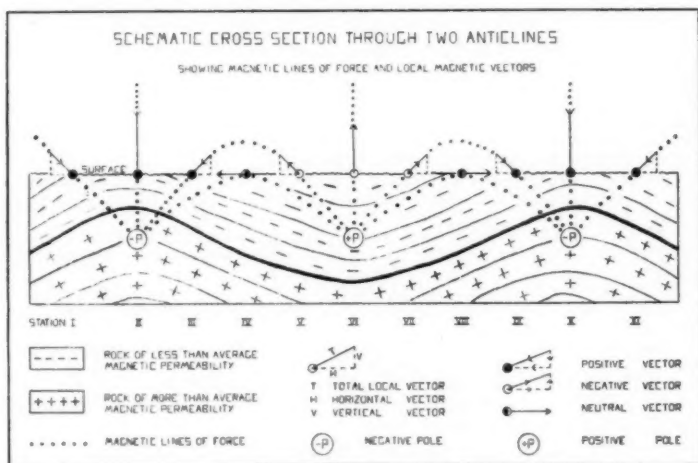 SCHEMATIC CROSS SECTION THROUGH TWO ANTICLINES
SHOWING MAGNETIC LINES OF FORCE AND LOCAL MAGNETIC VECTORS
SURFACE
-P +P -P
STATION I II III IV V VI VII VIII IX X XI
ROCK OF LESS THAN AVERAGE
MAGNETIC PERMEABILITY
ROCK OF MORE THAN AVERAGE
MAGNETIC PERMEABILITY
MAGNETIC LINES OF FORCE
T V
H
T TOTAL LOCAL VECTOR
H HORIZONTAL VECTOR
V VERTICAL VECTOR
-P NEGATIVE POLE
POSITIVE VECTOR
NEGATIVE VECTOR
NEUTRAL VECTOR
+P POSITIVE POLE